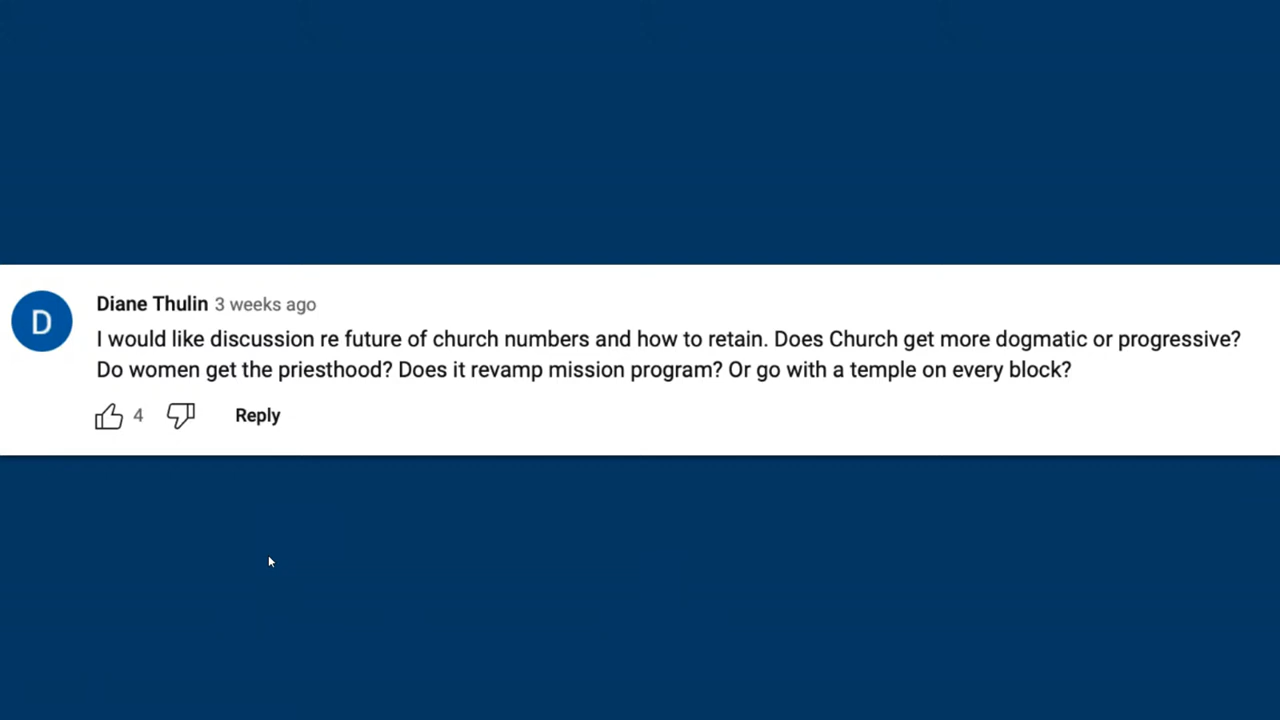 D
Diane Thulin 3 weeks ago
I would like discussion re future of church numbers and how to retain. Does Church get more dogmatic or progressive?
Do women get the priesthood? Does it revamp mission program? Or go with a temple on every block?
4 Reply